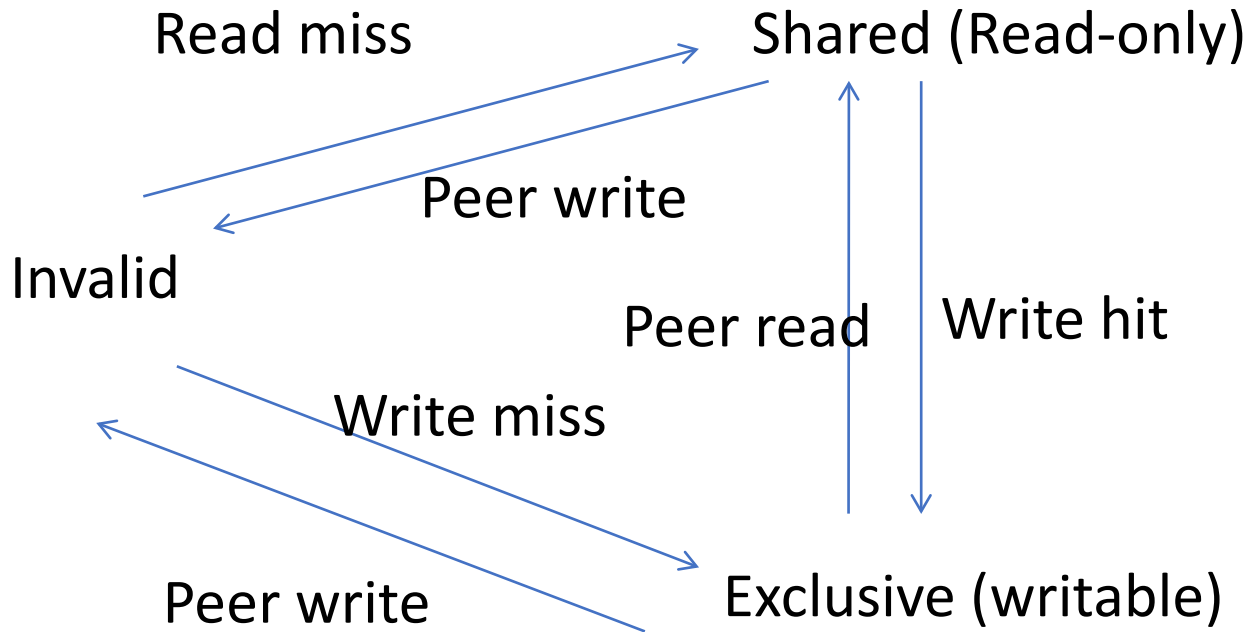 Read miss
Shared (Read-only)
Peer write
Invalid
Peer read
Write hit
Write miss
Peer write
Exclusive (writable)